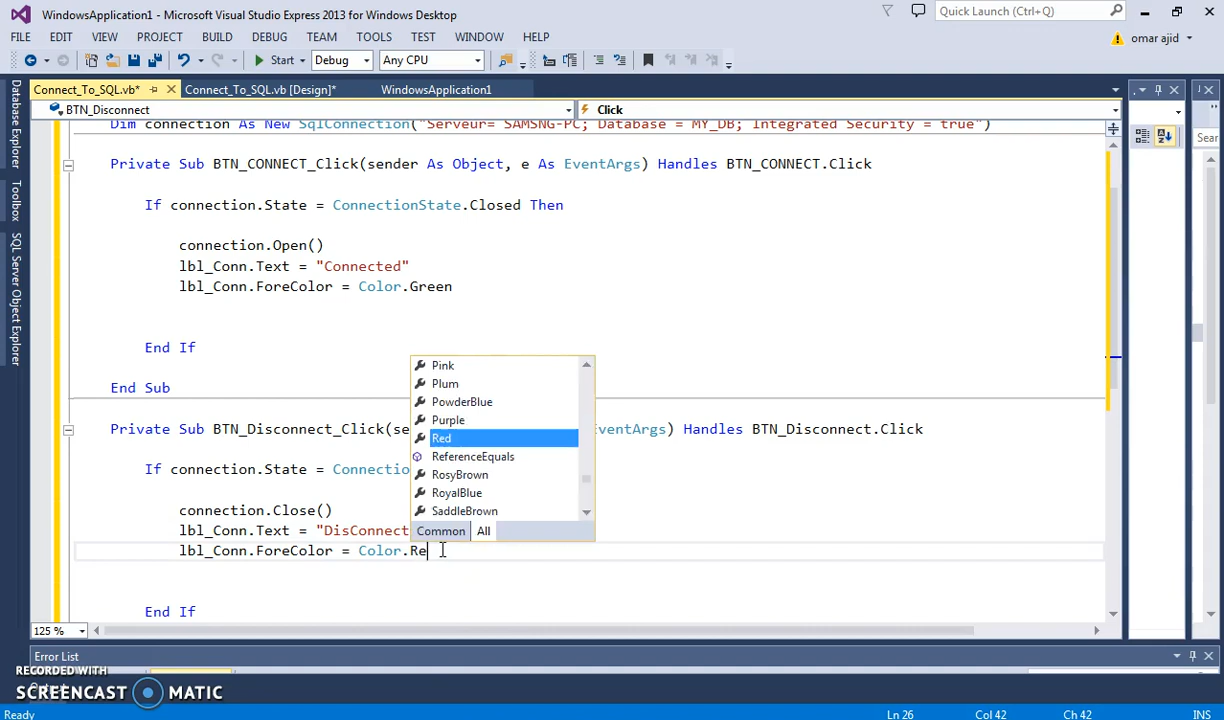 WindowsApplication1 - Microsoft Visual Studio Express 2013 for Windows Desktop
Quick Launch (Ctrl+Q)
FILE EDIT VIEW PROJECT BUILD DEBUG TEAM TOOLS TEST WINDOW HELP
omar ajid
Start Debug Any CPU
Connect_To_SQL.vb* Connect_To_SQL.vb [Design]* WindowsApplication1
BTN_Disconnect Click
Database Explorer
Toolbox
SQL Server Object Explorer
Sear
Dim connection As New SqlConnection("Serveur= SAMSNG-PC; Database = MY_DB; Integrated Security = true")
Private Sub BTN_CONNECT_Click(sender As Object, e As EventArgs) Handles BTN_CONNECT.Click
If connection.State = ConnectionState.Closed Then
connection.Open()
lbl_Conn.Text = "Connected"
lbl_Conn.ForeColor = Color.Green
End If
End Sub
Private Sub BTN_Disconnect_Click(se entArgs) Handles BTN_Disconnect.Click
If connection.State = Connectio
connection.Close()
lbl_Conn.Text = "DisConnect
lbl_Conn.ForeColor = Color.Re
End If
Pink
Plum
PowderBlue
Purple
Red
ReferenceEquals
RosyBrown
RoyalBlue
SaddleBrown
Common All
125 %
Error List
RECORDED WITH
SCREENCAST MATIC
Ready Ln 26 Col 42 Ch 42 INS